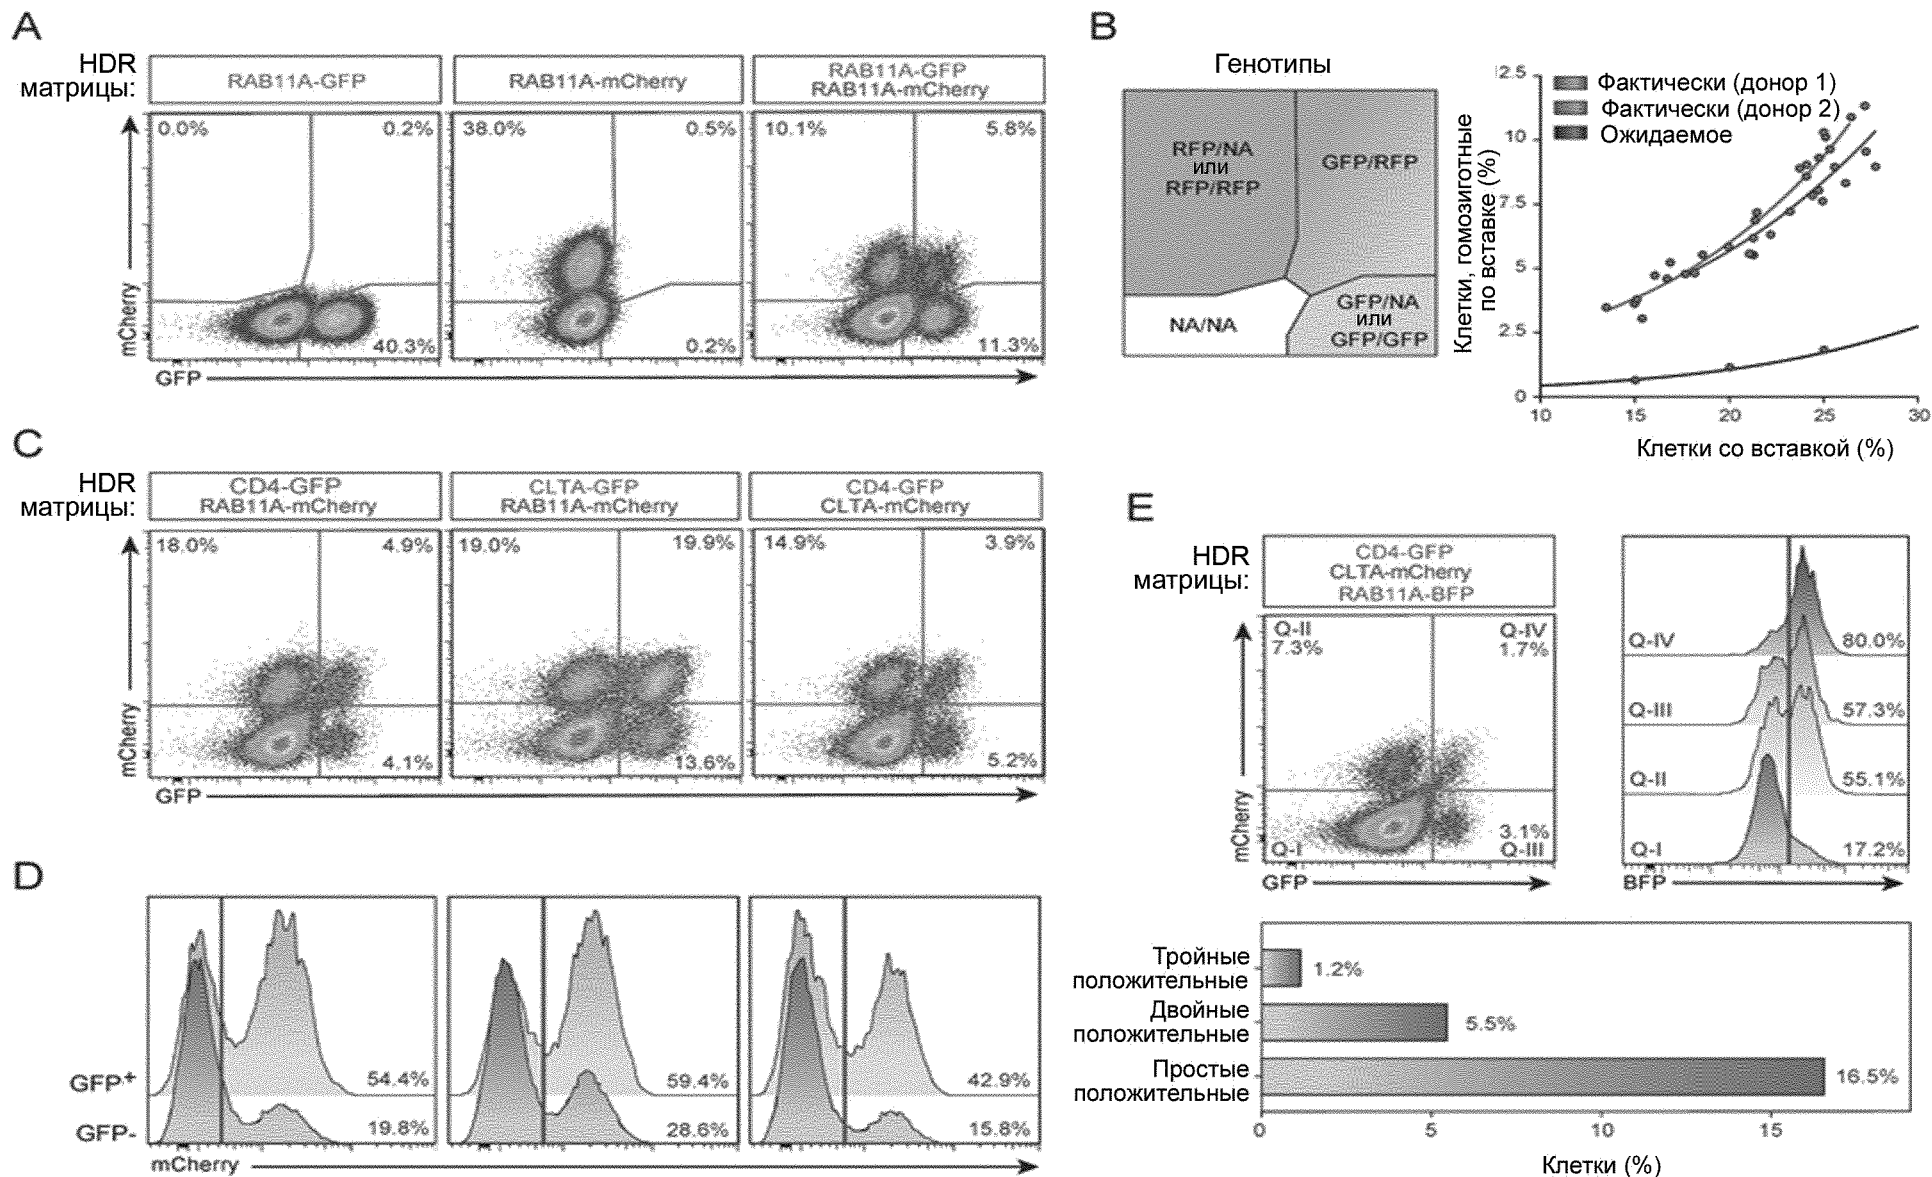 A
HDR
матрицы:
RAB11A-GFP
RAB11A-mCherry
RAB11A-GFP
RAB11A-mCherry
0.0%
0.2%
40.3%
38.0%
0.5%
0.2%
10.1%
5.8%
11.3%
mCherry
GFP
B
Генотипы
RFP/NA
или
RFP/RFP
GFP/RFP
NA/NA
GFP/NA
или
GFP/GFP
Клетки, гомозиготные
по вставке (%)
12.5
10
7.5
5
2.5
0
10
15
20
25
30
Фактически (донор 1)
Фактически (донор 2)
Ожидаемое
Клетки со вставкой (%)
C
HDR
матрицы:
CD4-GFP
RAB11A-mCherry
CLTA-GFP
RAB11A-mCherry
CD4-GFP
CLTA-mCherry
18.0%
4.9%
4.1%
19.0%
19.9%
13.6%
14.9%
3.9%
5.2%
mCherry
GFP
D
GFP+
GFP-
54.4%
19.8%
59.4%
28.6%
42.9%
15.8%
mCherry
E
HDR
матрицы:
CD4-GFP
CLTA-mCherry
RAB11A-BFP
Q-II
7.3%
Q-IV
1.7%
Q-I
3.1%
Q-III
mCherry
GFP
Q-IV
80.0%
Q-III
57.3%
Q-II
55.1%
Q-I
17.2%
BFP
Тройные
положительные
1.2%
Двойные
положительные
5.5%
Простые
положительные
16.5%
0
5
10
15
Клетки (%)